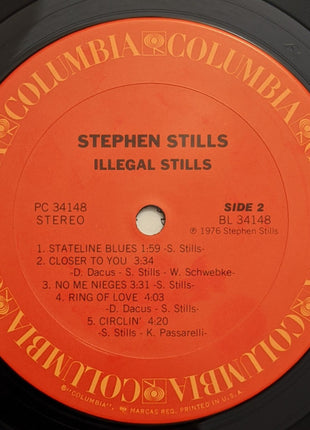 COLUMBIA COLUMBIA
STEPHEN STILLS
ILLEGAL STILLS
PC 34148
STEREO
SIDE 2
BL 34148
℗ 1976 Stephen Stills
1. STATELINE BLUES 1:59 -S. Stills-
2. CLOSER TO YOU 3:34
-D. Dacus - S. Stills - W. Schwebke-
3. NO ME NIEGES 3:31 -S. Stills-
4. RING OF LOVE 4:03
-D. Dacus - S. Stills-
5. CIRCLIN' 4:20
-S. Stills - K. Passarelli-
COLUMBIA COLUMBIA
"COLUMBIA", MARCAS REG. PRINTED IN U.S.A.